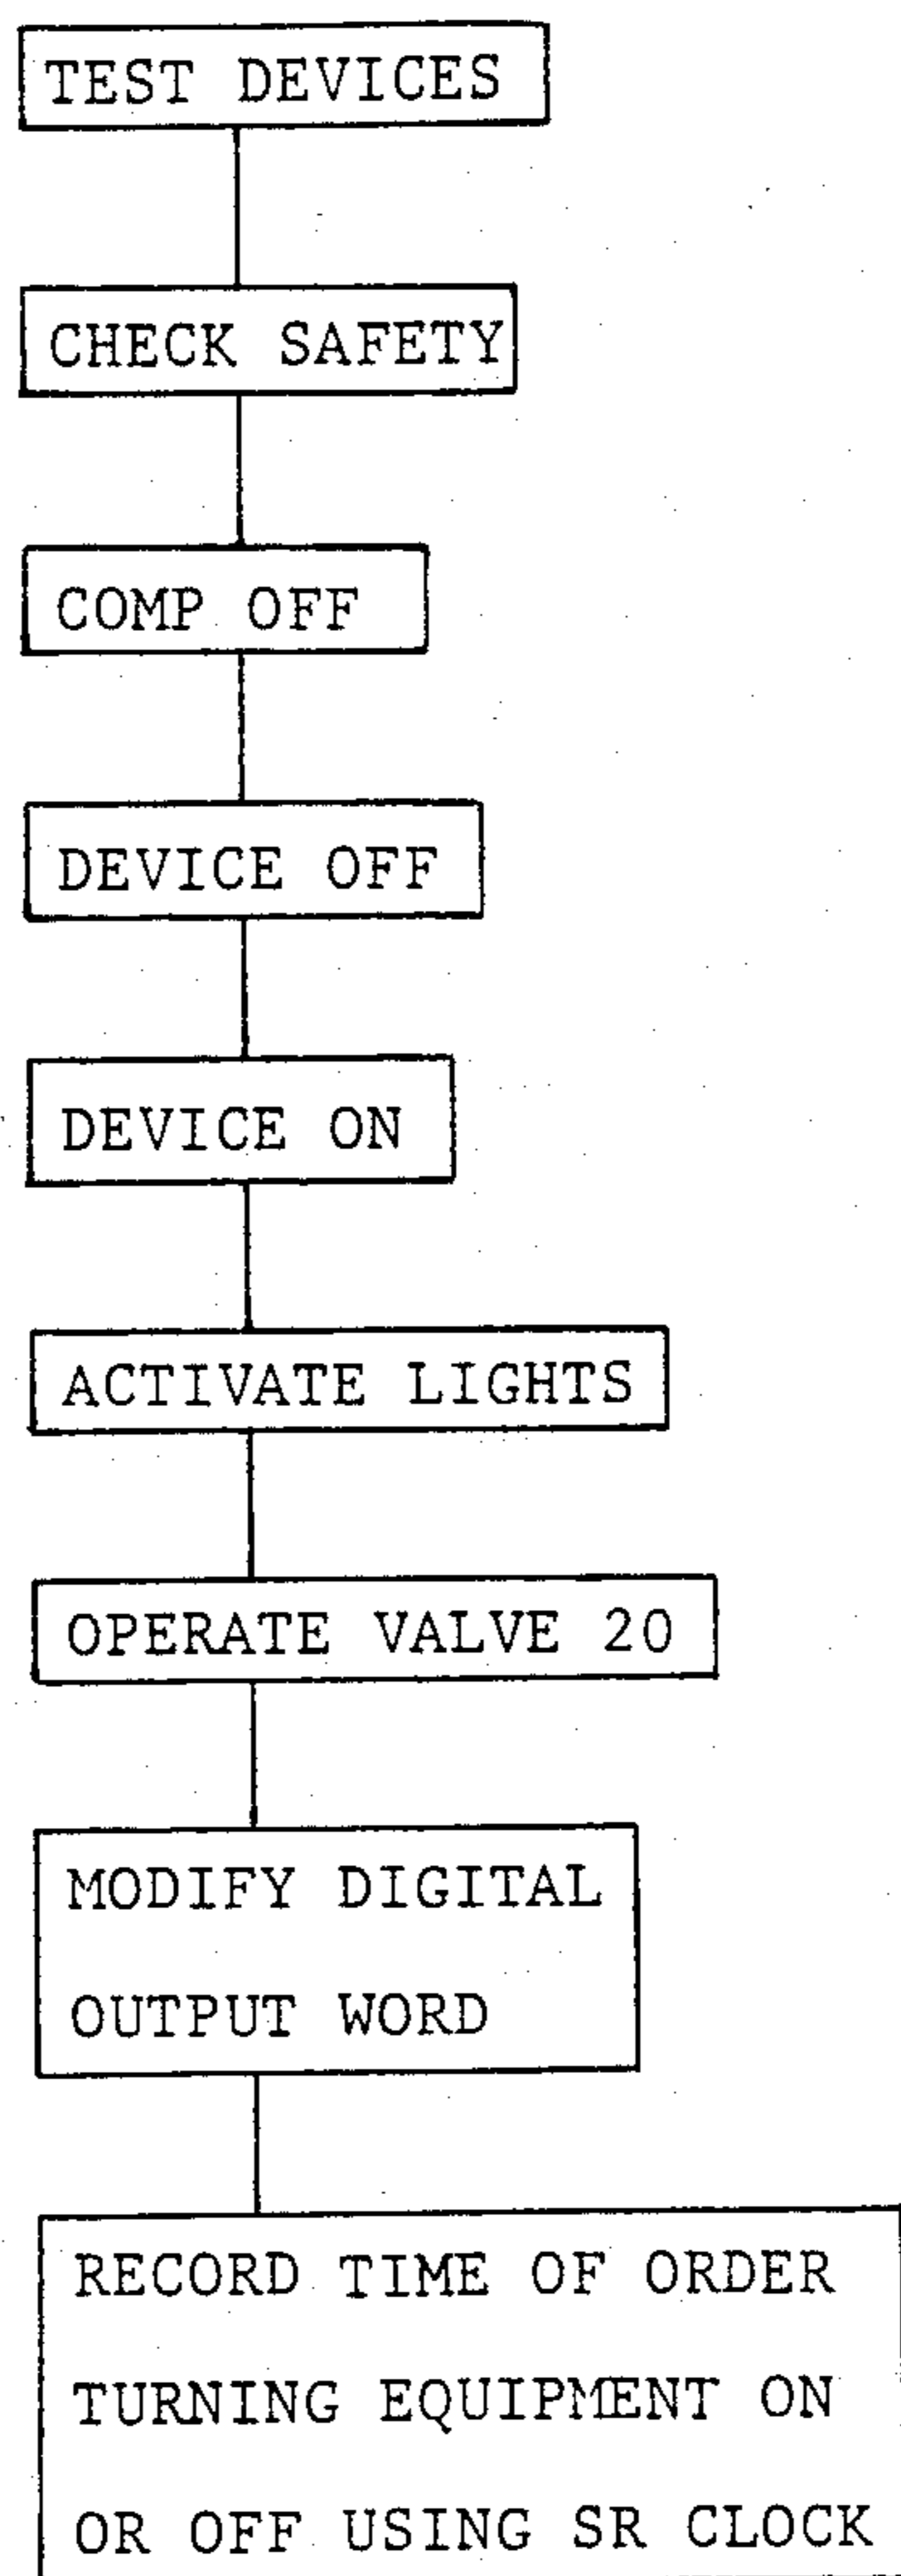 TEST DEVICES
CHECK SAFETY
COMP OFF
DEVICE OFF
DEVICE ON
ACTIVATE LIGHTS
OPERATE VALVE 20
MODIFY DIGITAL
OUTPUT WORD
RECORD TIME OF ORDER
TURNING EQUIPMENT ON
OR OFF USING SR CLOCK